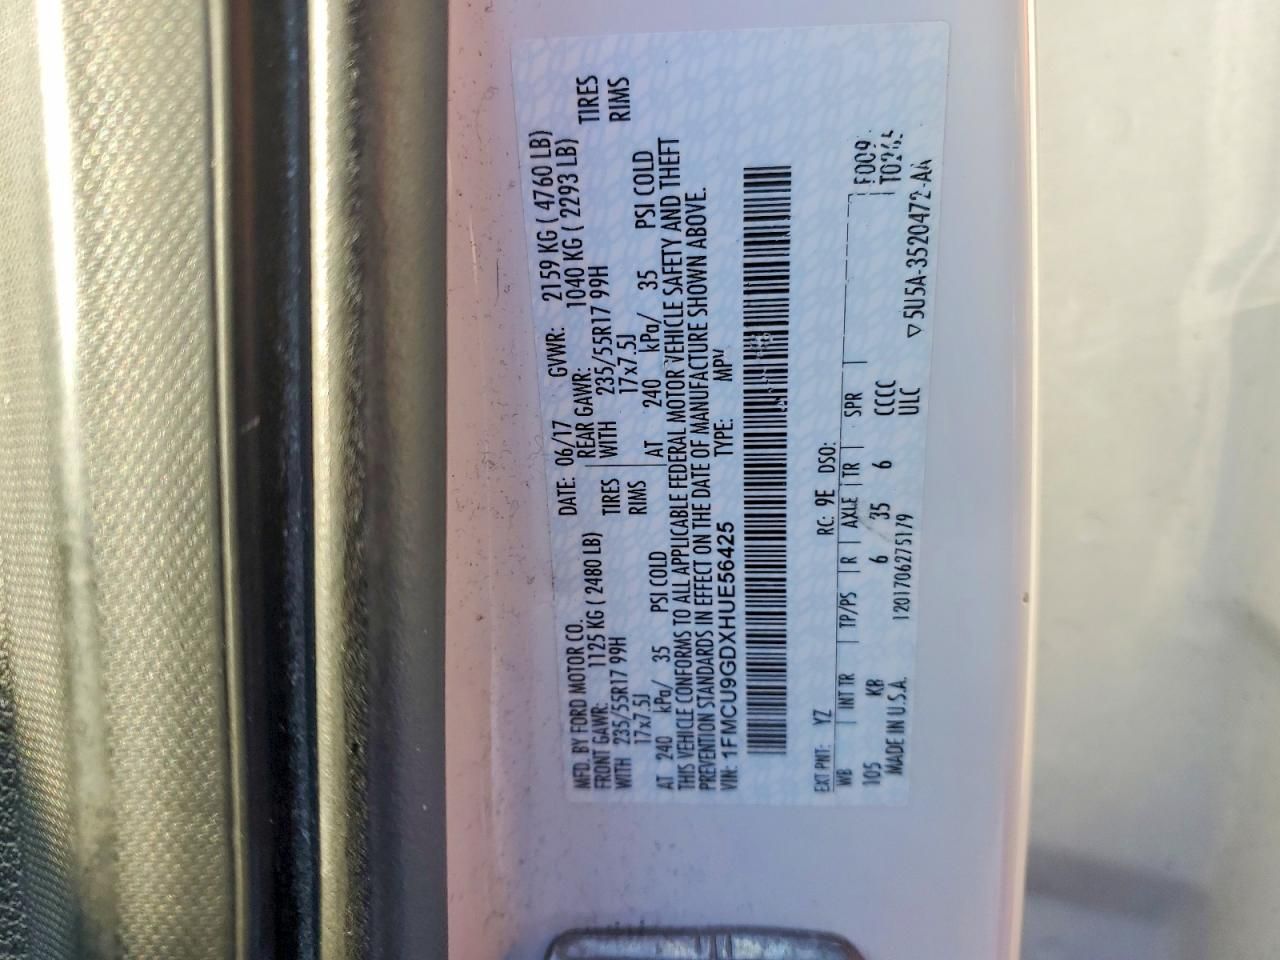 MFD. BY FORD MOTOR CO.
DATE: 06/17 GVWR: 2159 KG ( 4760 LB)
FRONT GAWR: 1125 KG ( 2480 LB)
REAR GAWR: 1040 KG ( 2293 LB)
WITH 235/55R17 99H TIRES
WITH 235/55R17 99H TIRES
17x7.5J RIMS
17x7.5J RIMS
AT 240 kPa/ 35 PSI COLD
AT 240 kPa/ 35 PSI COLD
THIS VEHICLE CONFORMS TO ALL APPLICABLE FEDERAL MOTOR VEHICLE SAFETY AND THEFT
PREVENTION STANDARDS IN EFFECT ON THE DATE OF MANUFACTURE SHOWN ABOVE.
VIN: 1FMCU9GDXHUE56425 TYPE: MPV
EXT PNT: YZ RC: 9E DSO:
WB INT TR TP/PS R AXLE TR SPR
105 KB 6 35 6 CCCC
MADE IN U.S.A. 1201706275179 ULC
▽5U5A-3520472-AA